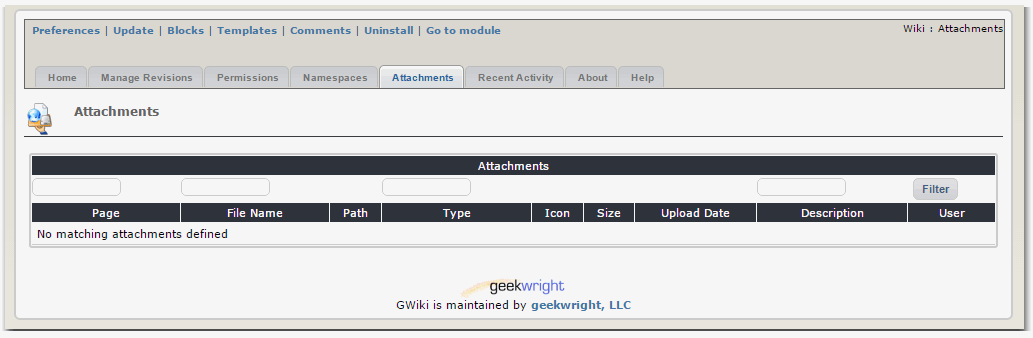 Preferences | Update | Blocks | Templates | Comments | Uninstall | Go to module
Wiki : Attachments
Home Manage Revisions Permissions Namespaces Attachments Recent Activity About Help
Attachments
Attachments
Filter
Page File Name Path Type Icon Size Upload Date Description User
No matching attachments defined
geekwright
GWiki is maintained by geekwright, LLC